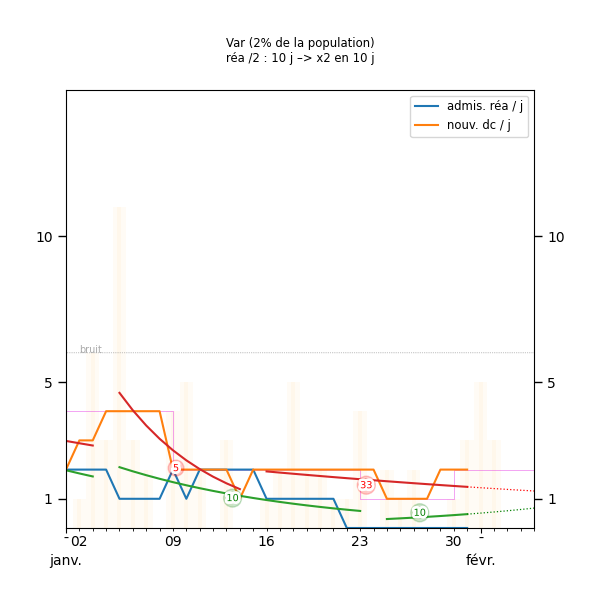 Var (2% de la population)
réa /2 : 10 j –> x2 en 10 j
admis. réa / j
nouv. dc / j
10 10
bruit
5 5
5
33
10
10
1 1
02 09 16 23 30
janv. févr.